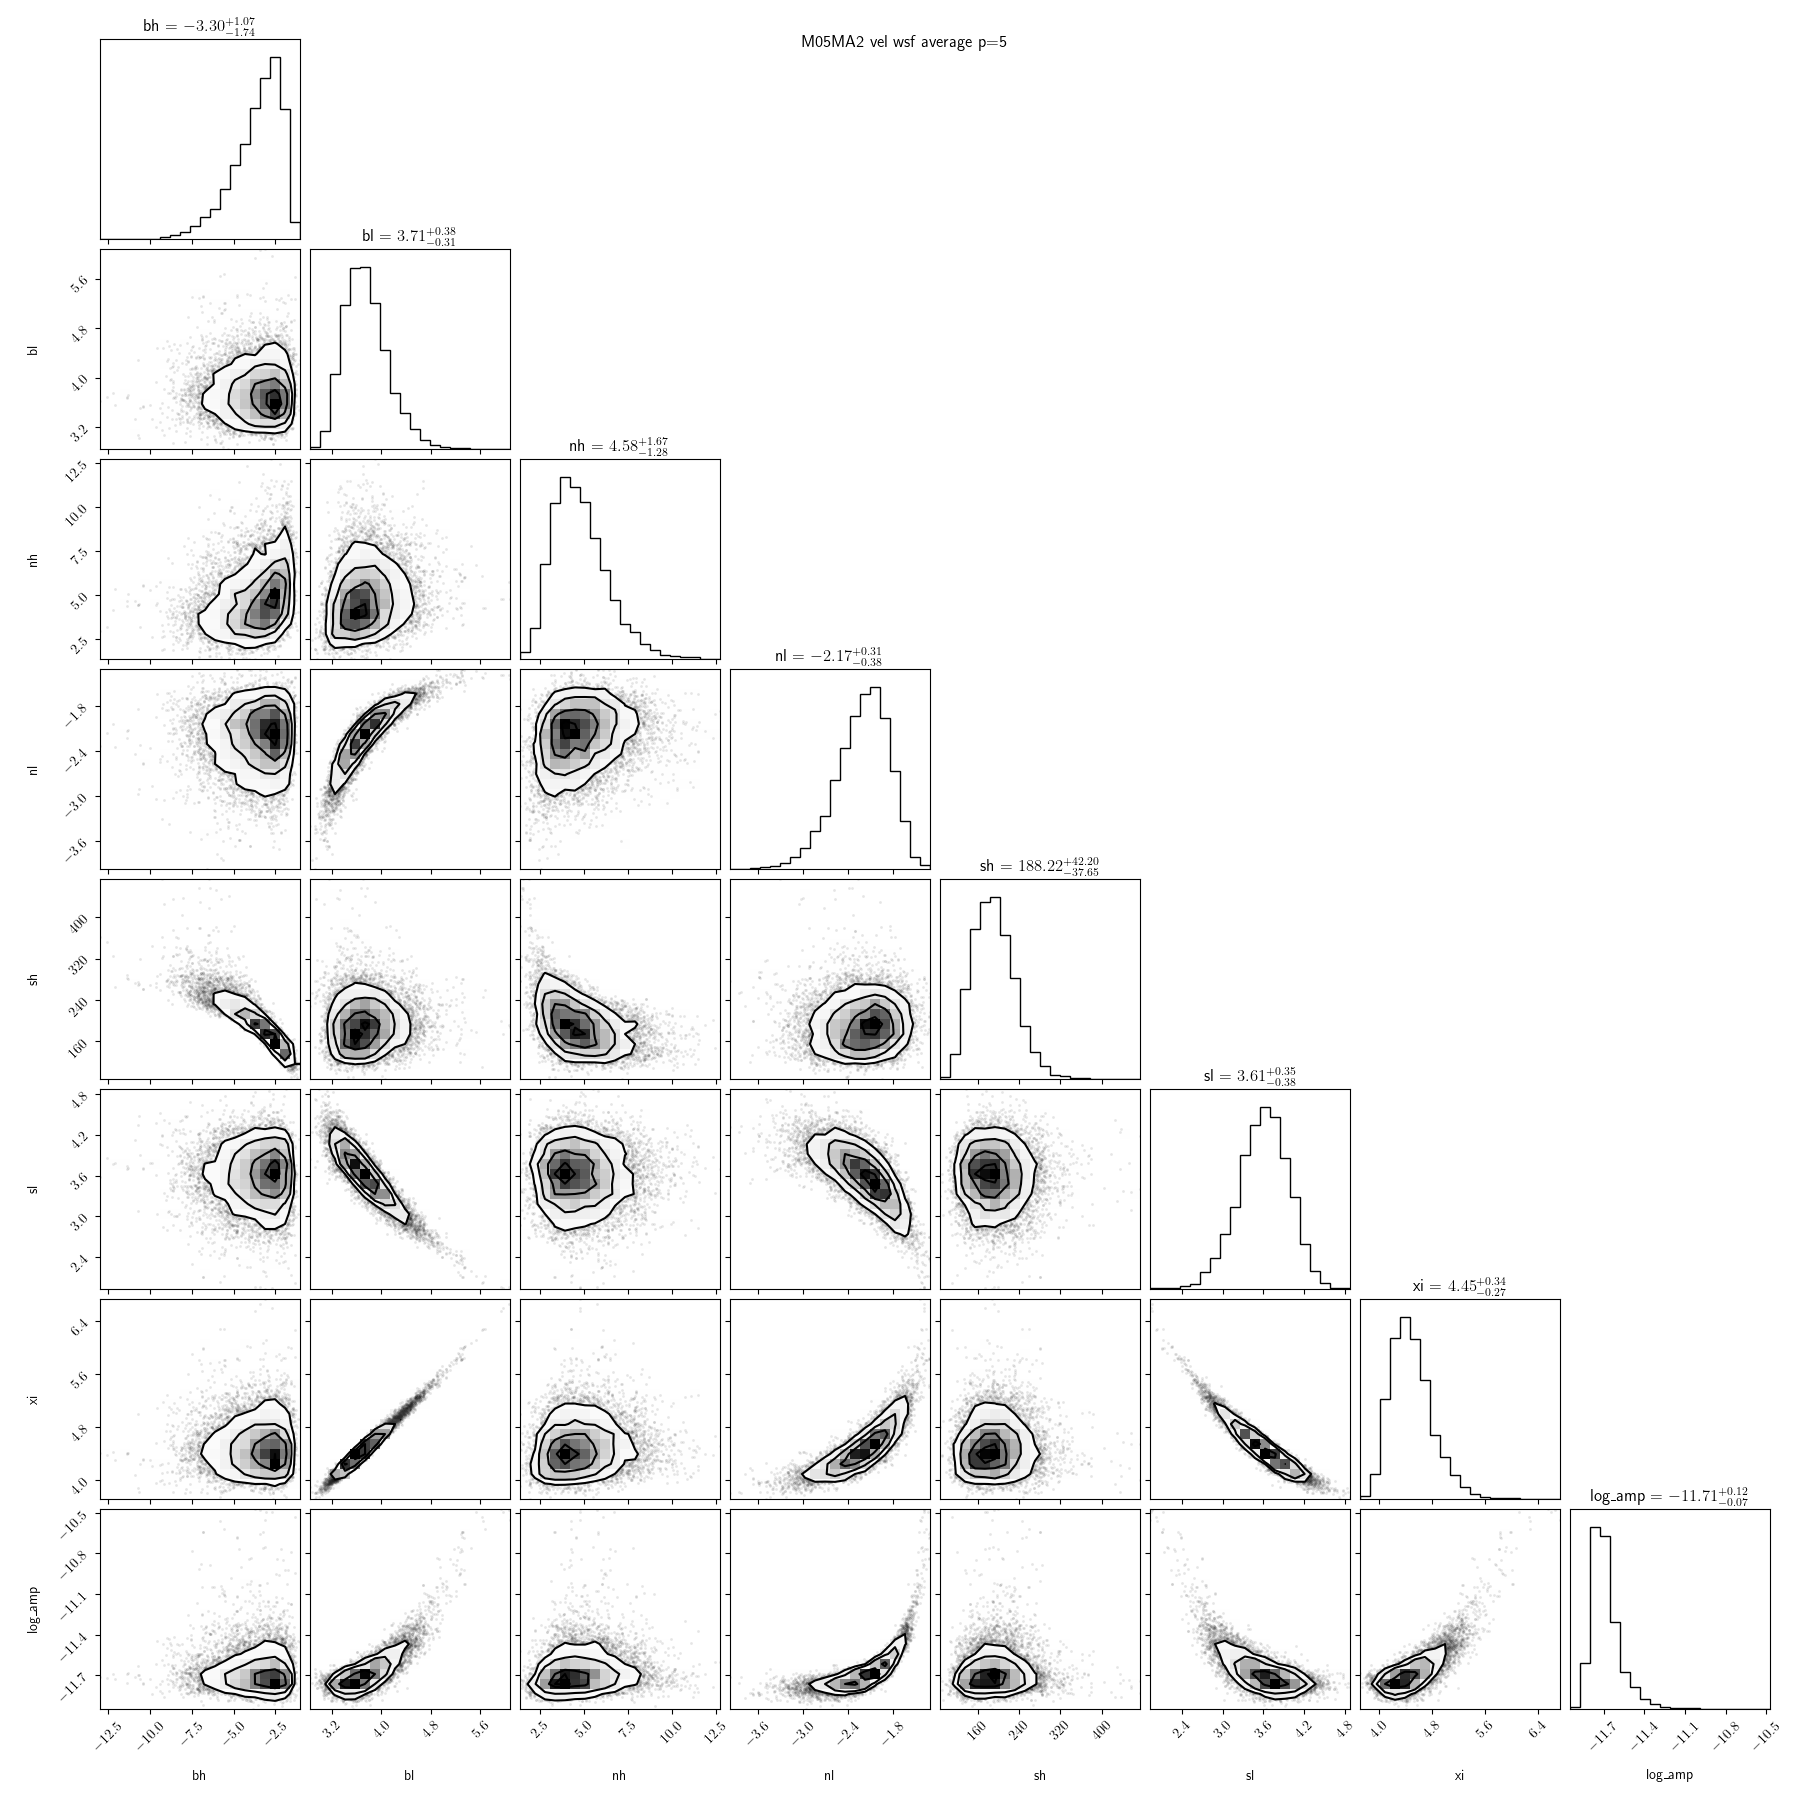 M05MA2 vel wsf average p=5
bh = −3.30+1.07 −1.74
bl = 3.71+0.38 −0.31
bl
5.6
4.8
4.0
3.2
nh = 4.58+1.67 −1.28
nh
12.5
10.0
7.5
5.0
2.5
nl = −2.17+0.31 −0.38
nl
−1.8
−2.4
−3.0
−3.6
sh = 188.22+42.20 −37.65
sh
400
320
240
160
sl = 3.61+0.35 −0.38
sl
4.8
4.2
3.6
3.0
2.4
xi = 4.45+0.34 −0.27
xi
6.4
5.6
4.8
4.0
log_amp = −11.71+0.12 −0.07
log_amp
−10.5
−10.8
−11.1
−11.4
−11.7
−12.5 −10.0 −7.5 −5.0 −2.5 3.2 4.0 4.8 5.6 2.5 5.0 7.5 10.0 12.5 −3.6 −3.0 −2.4 −1.8 160 240 320 400 2.4 3.0 3.6 4.2 4.8 4.0 4.8 5.6 6.4 −11.7 −11.4 −11.1 −10.8 −10.5
bh bl nh nl sh sl xi log_amp